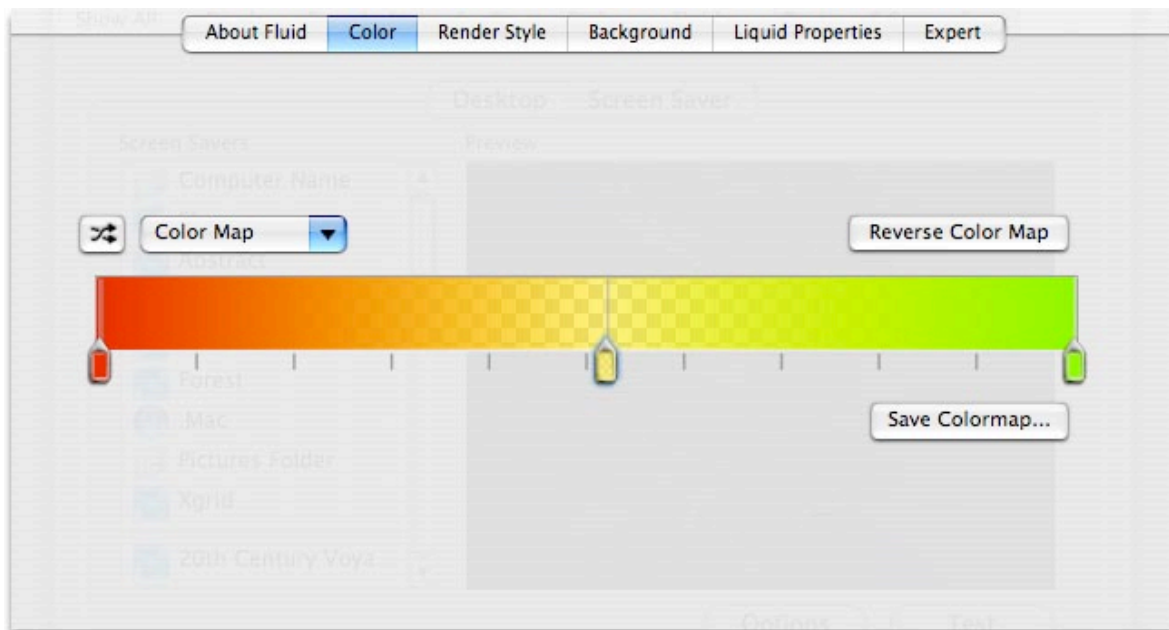 Show All
About Fluid Color Render Style Background Liquid Properties Expert
Desktop Screen Saver
Screen Savers Preview
Computer Name
Color Map Reverse Color Map
Abstract
Forest
.Mac
Save Colormap...
Pictures Folder
Xgrid
20th Century Voya
Options Test